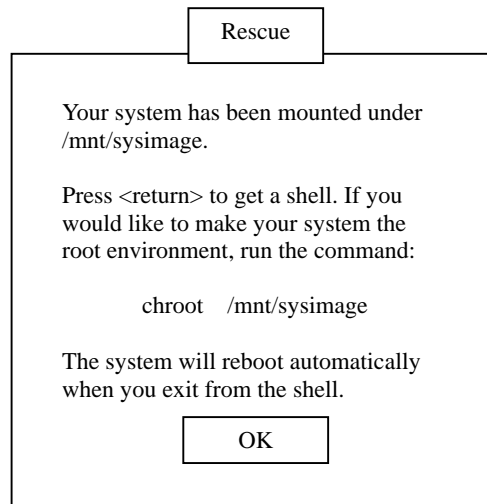 Rescue
Your system has been mounted under
/mnt/sysimage.
Press <return> to get a shell. If you
would like to make your system the
root environment, run the command:
chroot /mnt/sysimage
The system will reboot automatically
when you exit from the shell.
OK